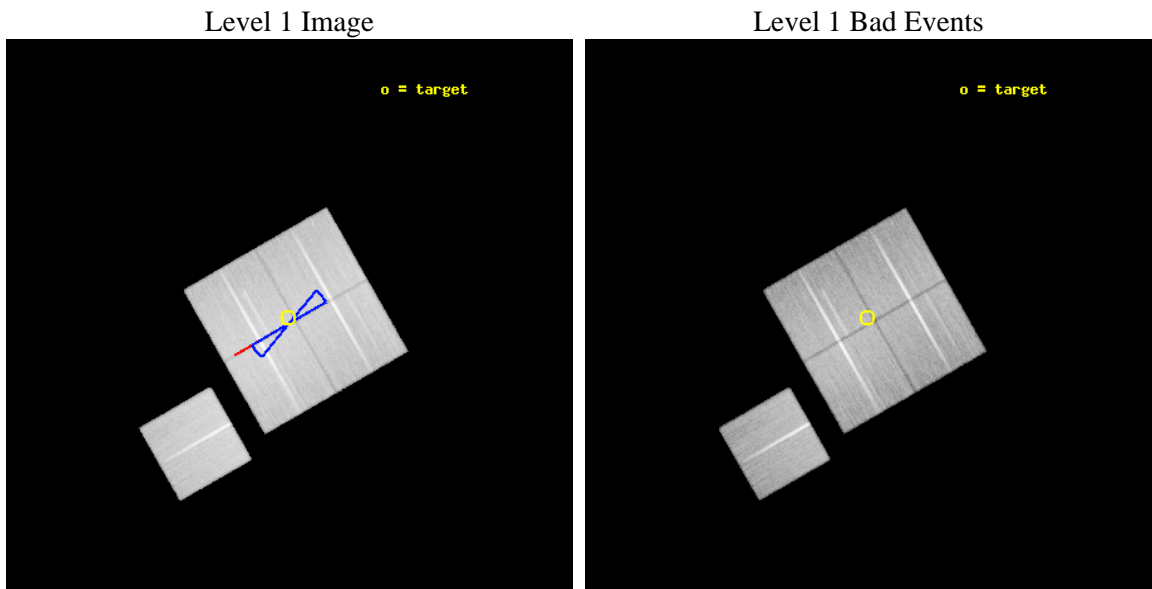 Level 1 Image
Level 1 Bad Events
o = target
o = target